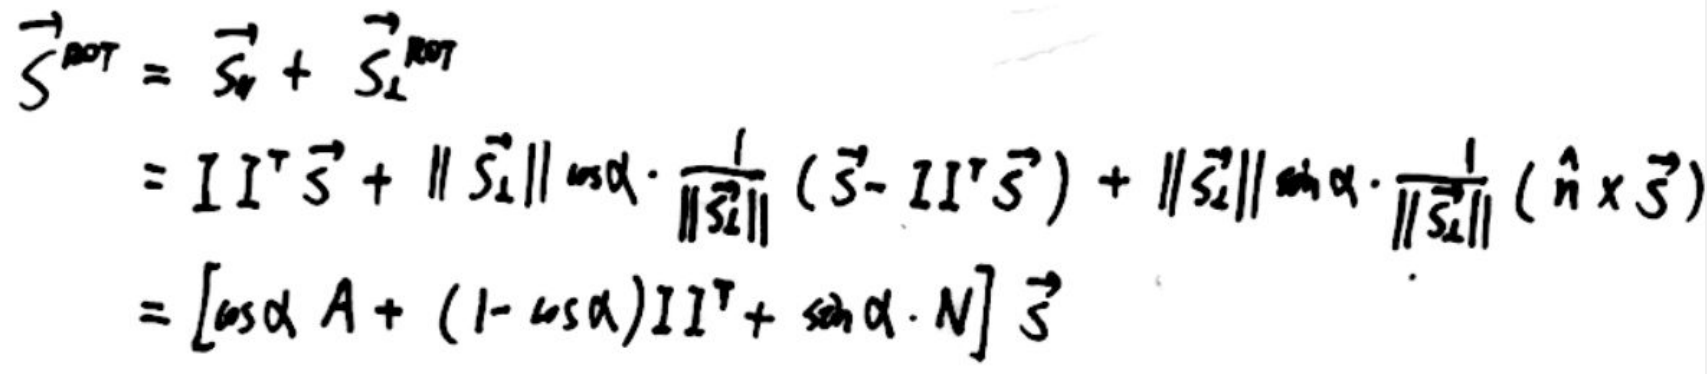 $\vec{S}^{ROT} = \vec{S}_{\parallel} + \vec{S}_{\perp}^{ROT}$
$= I I^T \vec{S} + \|\vec{S}_{\perp}\| \cos\alpha \cdot \frac{1}{\|\vec{S}_{\perp}\|} (\vec{S} - I I^T \vec{S}) + \|\vec{S}_{\perp}\| \sin\alpha \cdot \frac{1}{\|\vec{S}_{\perp}\|} (\hat{n} \times \vec{S})$
$= [\cos\alpha A + (1 - \cos\alpha) I I^T + \sin\alpha \cdot N] \vec{S}$